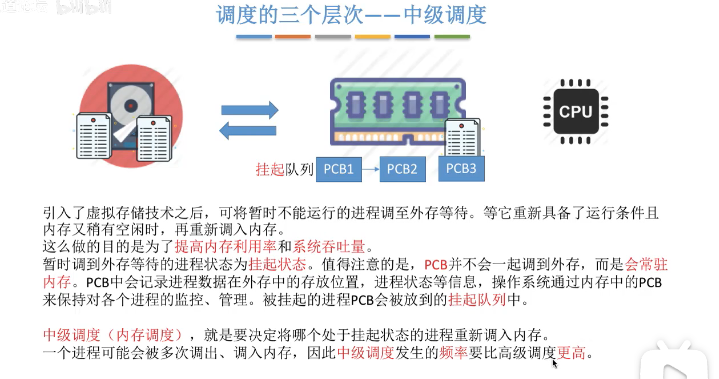 bilibili
调度的三个层次——中级调度
CPU
挂起队列 PCB1 PCB2 PCB3
引入了虚拟存储技术之后，可将暂时不能运行的进程调至外存等待。等它重新具备了运行条件且
内存又稍有空闲时，再重新调入内存。
这么做的目的是为了提高内存利用率和系统吞吐量。
暂时调到外存等待的进程状态为挂起状态。值得注意的是，PCB并不会一起调到外存，而是会常驻
内存。PCB中会记录进程数据在外存中的存放位置，进程状态等信息，操作系统通过内存中的PCB
来保持对各个进程的监控、管理。被挂起的进程PCB会被放到的挂起队列中。
中级调度（内存调度），就是要决定将哪个处于挂起状态的进程重新调入内存。
一个进程可能会被多次调出、调入内存，因此中级调度发生的频率要比高级调度更高。